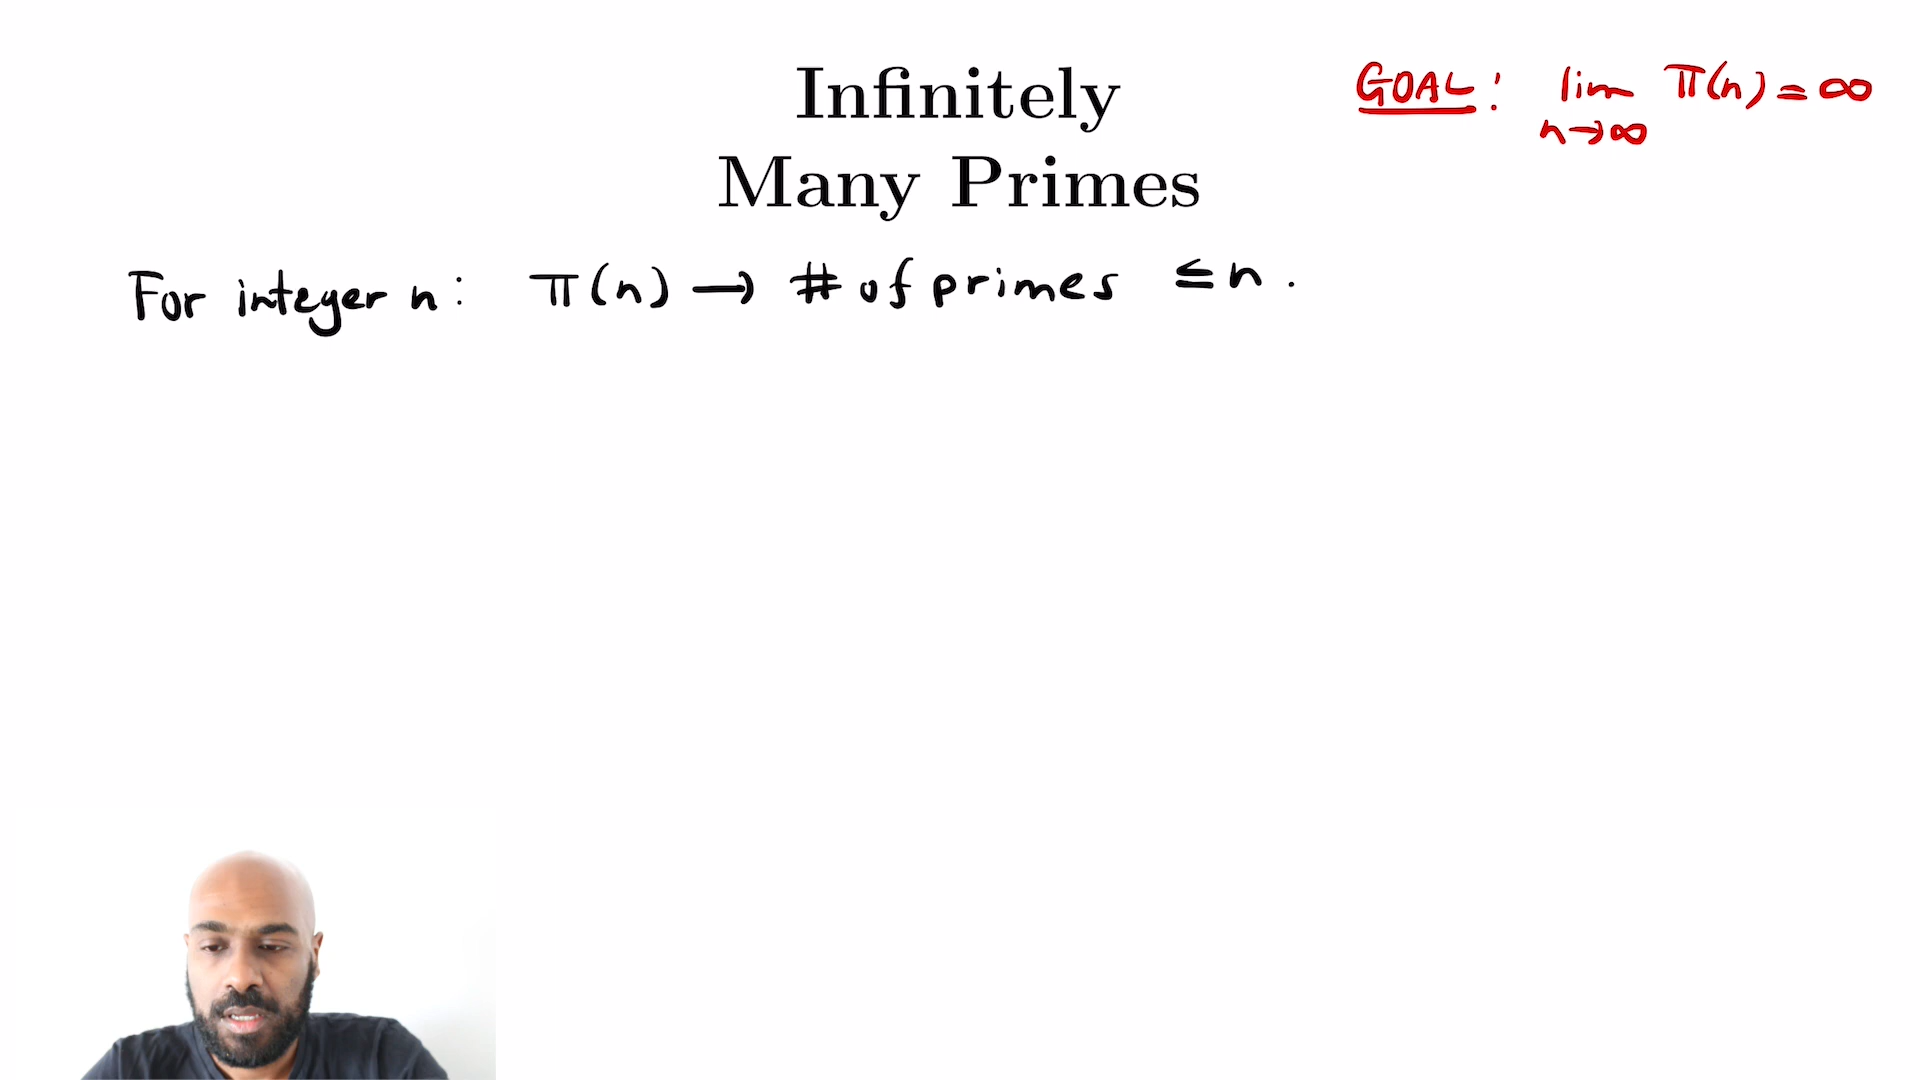 Infinitely
Many Primes
GOAL: lim π(n) = ∞
n→∞
For integer n: π(n) → # of primes ≤ n.